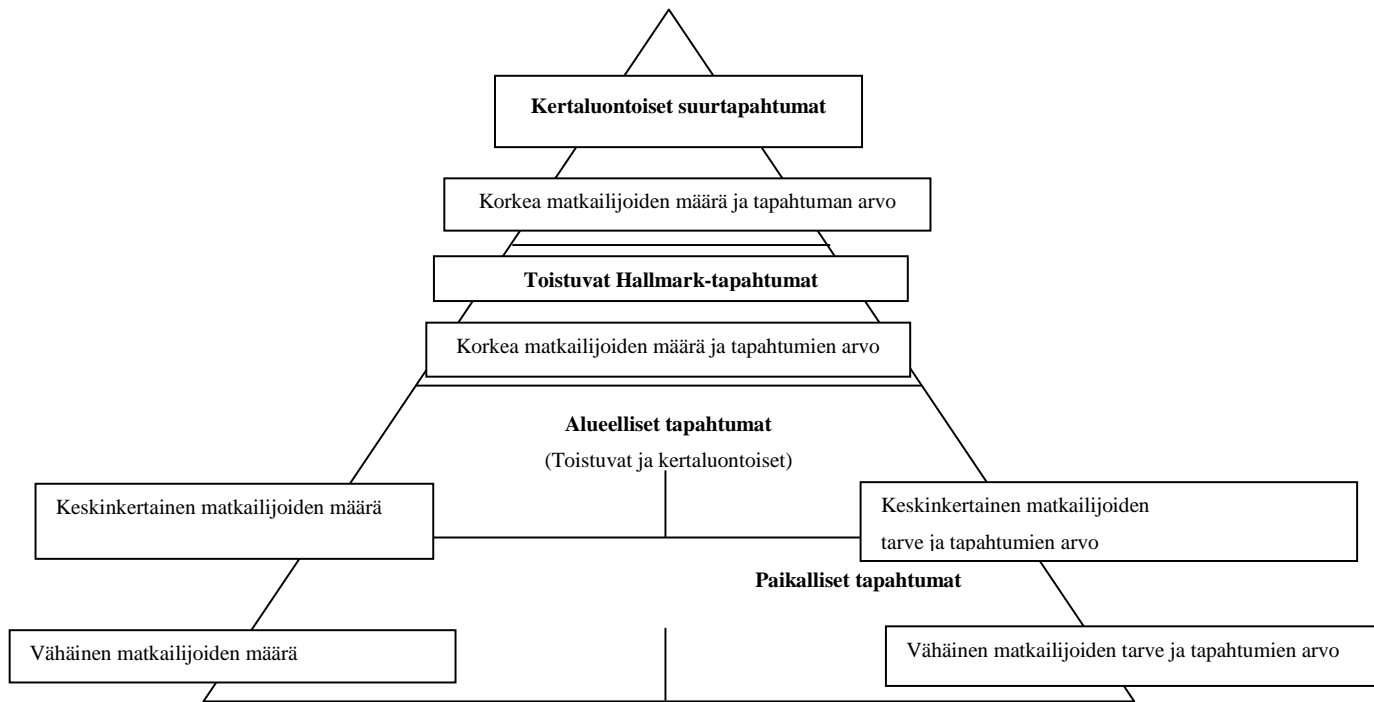 Kertaluontoiset suurtapahtumat
Korkea matkailijoiden määrä ja tapahtuman arvo
Toistuvat Hallmark-tapahtumat
Korkea matkailijoiden määrä ja tapahtumien arvo
Alueelliset tapahtumat
(Toistuvat ja kertaluontoiset)
Keskinkertainen matkailijoiden määrä
Keskinkertainen matkailijoiden
tarve ja tapahtumien arvo
Paikalliset tapahtumat
Vähäinen matkailijoiden määrä
Vähäinen matkailijoiden tarve ja tapahtumien arvo